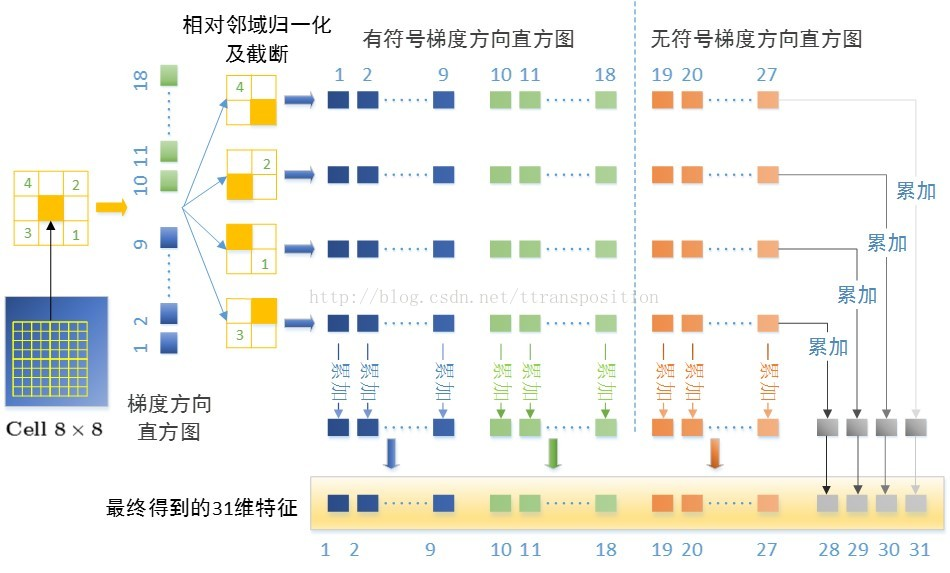 相对邻域归一化
及截断
有符号梯度方向直方图
无符号梯度方向直方图
1 2 9 10 11 18 19 20 27
18
11
10
9
2
1
4
4 2
3 1
2
1
3
累加
累加
累加
累加
http://blog.csdn.net/ttransposition
Cell 8 × 8
梯度方向
直方图
累加 累加 累加 累加 累加 累加 累加 累加 累加
最终得到的31维特征
1 2 9 10 11 18 19 20 27 28 29 30 31